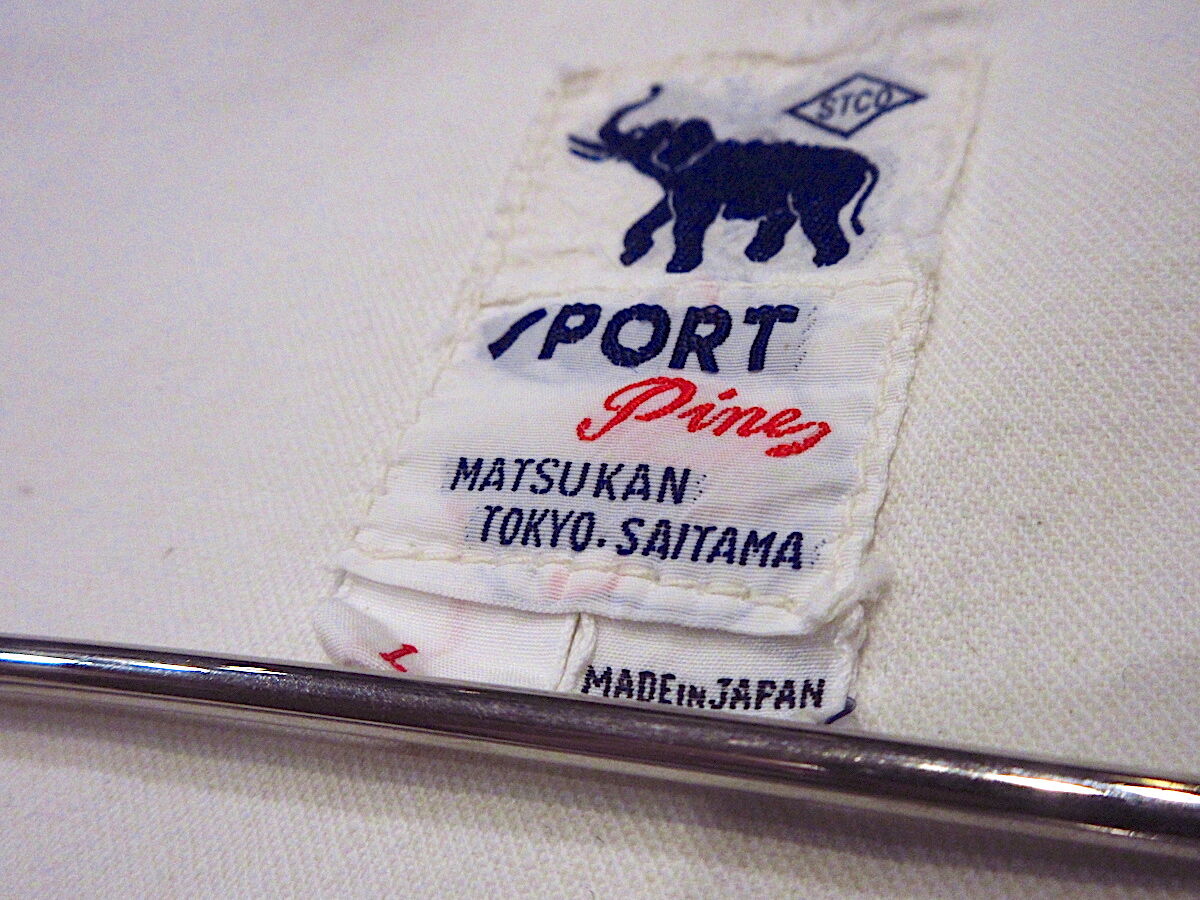 STCO
SPORT
Pines
MATSUKAN
TOKYO.SAITAMA
L
MADE IN JAPAN